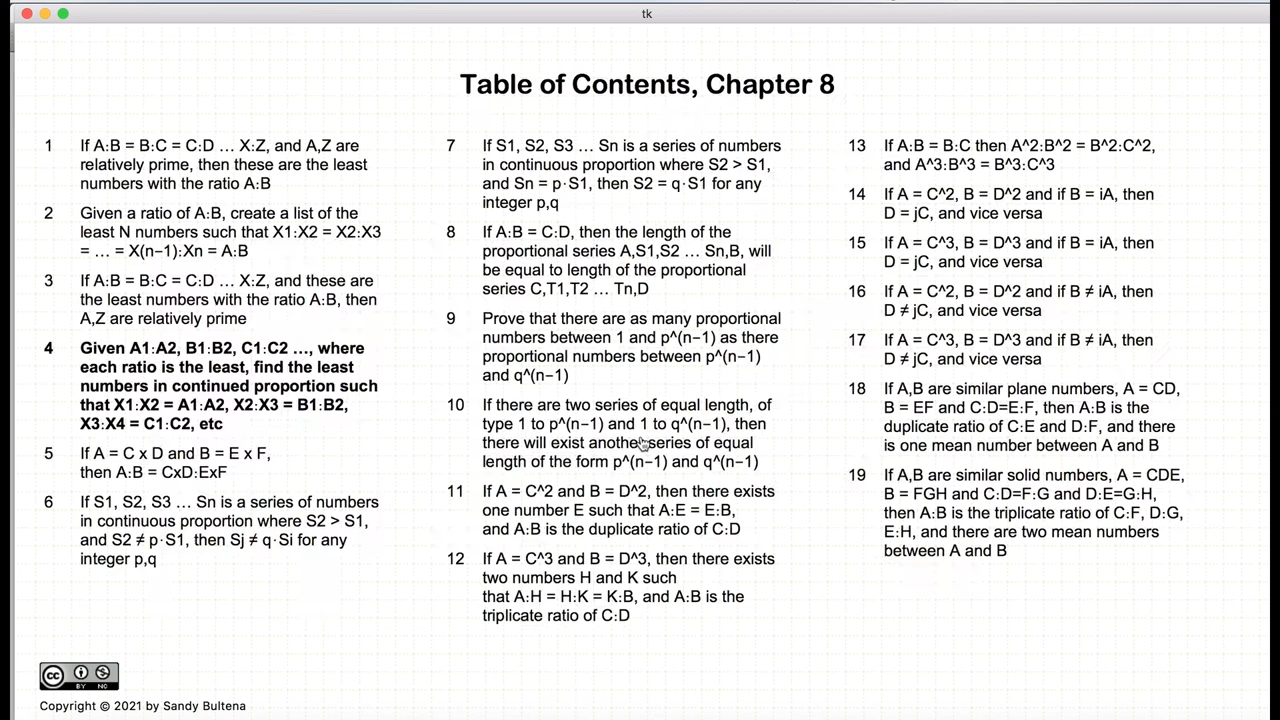 tk
Table of Contents, Chapter 8
1 If A:B = B:C = C:D … X:Z, and A,Z are
relatively prime, then these are the least
numbers with the ratio A:B
2 Given a ratio of A:B, create a list of the
least N numbers such that X1:X2 = X2:X3
= … = X(n−1):Xn = A:B
3 If A:B = B:C = C:D … X:Z, and these are
the least numbers with the ratio A:B, then
A,Z are relatively prime
4 Given A1:A2, B1:B2, C1:C2 …, where
each ratio is the least, find the least
numbers in continued proportion such
that X1:X2 = A1:A2, X2:X3 = B1:B2,
X3:X4 = C1:C2, etc
5 If A = C x D and B = E x F,
then A:B = CxD:ExF
6 If S1, S2, S3 … Sn is a series of numbers
in continuous proportion where S2 > S1,
and S2 ≠ p·S1, then Sj ≠ q·Si for any
integer p,q
7 If S1, S2, S3 … Sn is a series of numbers
in continuous proportion where S2 > S1,
and Sn = p·S1, then S2 = q·S1 for any
integer p,q
8 If A:B = C:D, then the length of the
proportional series A,S1,S2 … Sn,B, will
be equal to length of the proportional
series C,T1,T2 … Tn,D
9 Prove that there are as many proportional
numbers between 1 and p^(n−1) as there
proportional numbers between p^(n−1)
and q^(n−1)
10 If there are two series of equal length, of
type 1 to p^(n−1) and 1 to q^(n−1), then
there will exist another series of equal
length of the form p^(n−1) and q^(n−1)
11 If A = C^2 and B = D^2, then there exists
one number E such that A:E = E:B,
and A:B is the duplicate ratio of C:D
12 If A = C^3 and B = D^3, then there exists
two numbers H and K such
that A:H = H:K = K:B, and A:B is the
triplicate ratio of C:D
13 If A:B = B:C then A^2:B^2 = B^2:C^2,
and A^3:B^3 = B^3:C^3
14 If A = C^2, B = D^2 and if B = iA, then
D = jC, and vice versa
15 If A = C^3, B = D^3 and if B = iA, then
D = jC, and vice versa
16 If A = C^2, B = D^2 and if B ≠ iA, then
D ≠ jC, and vice versa
17 If A = C^3, B = D^3 and if B ≠ iA, then
D ≠ jC, and vice versa
18 If A,B are similar plane numbers, A = CD,
B = EF and C:D=E:F, then A:B is the
duplicate ratio of C:E and D:F, and there
is one mean number between A and B
19 If A,B are similar solid numbers, A = CDE,
B = FGH and C:D=F:G and D:E=G:H,
then A:B is the triplicate ratio of C:F, D:G,
E:H, and there are two mean numbers
between A and B
cc
BY NC
Copyright © 2021 by Sandy Bultena